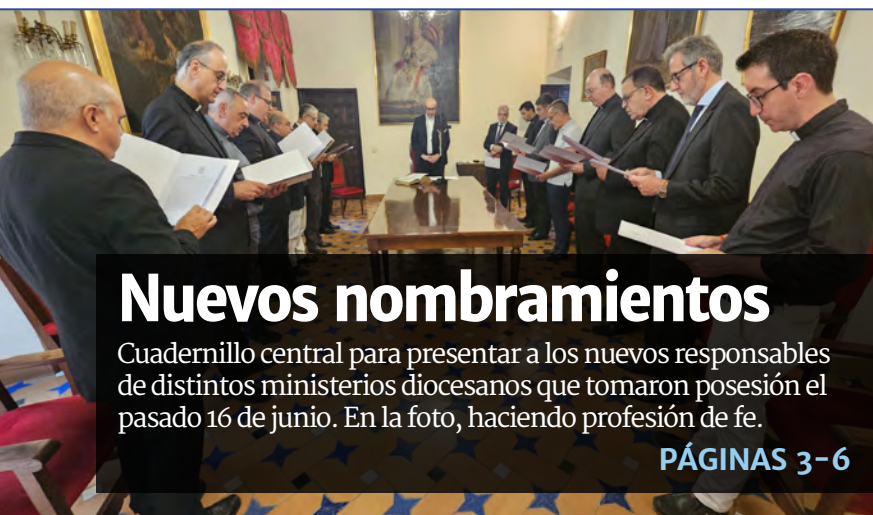 Nuevos nombramientos
Cuadernillo central para presentar a los nuevos responsables
de distintos ministerios diocesanos que tomaron posesión el
pasado 16 de junio. En la foto, haciendo profesión de fe.
PÁGINAS 3-6